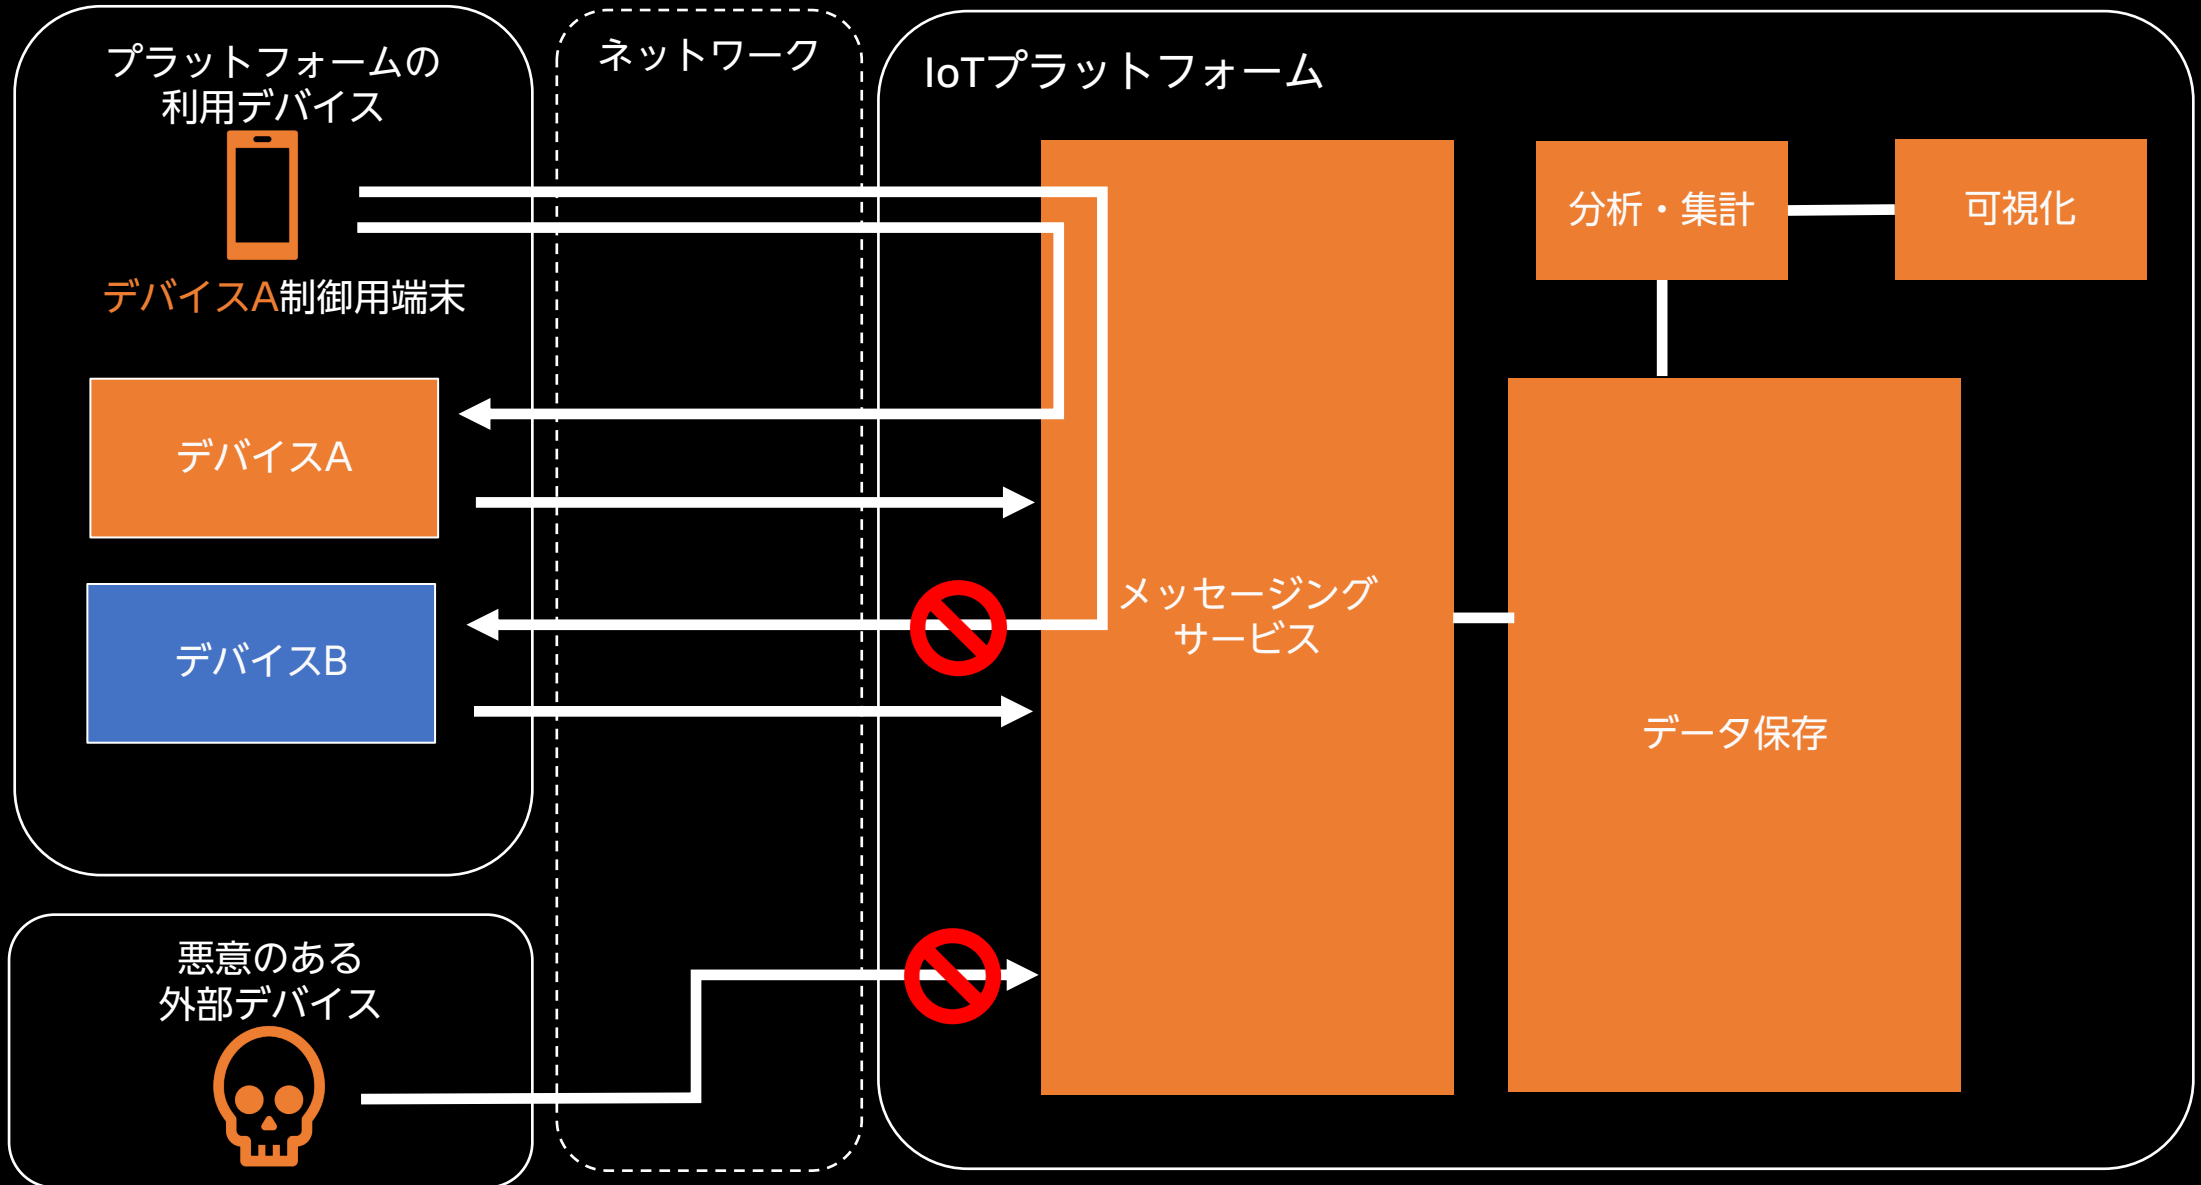 プラットフォームの
利用デバイス
デバイスA制御用端末
デバイスA
デバイスB
悪意のある
外部デバイス
ネットワーク
IoTプラットフォーム
メッセージング
サービス
分析・集計
可視化
データ保存